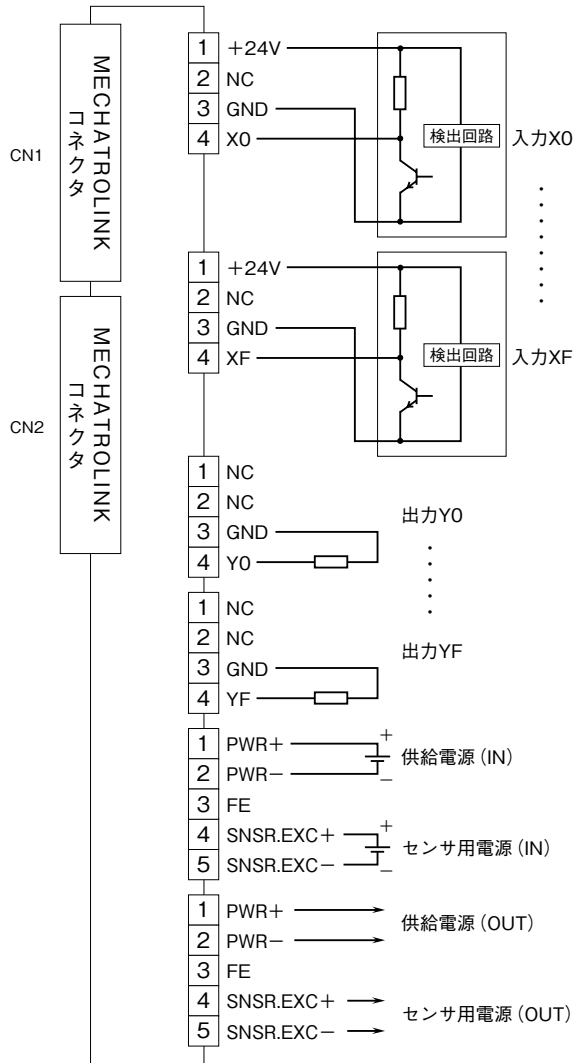 CN1
MECHATROLINK
コネクタ
CN2
MECHATROLINK
コネクタ
1 +24V
2 NC
3 GND
4 X0
検出回路
入力X0
1 +24V
2 NC
3 GND
4 XF
検出回路
入力XF
1 NC
2 NC
3 GND
4 Y0
出力Y0
1 NC
2 NC
3 GND
4 YF
出力YF
1 PWR+
2 PWR−
3 FE
4 SNSR.EXC+
5 SNSR.EXC−
+
−
供給電源(IN)
+
−
センサ用電源(IN)
1 PWR+
2 PWR−
3 FE
4 SNSR.EXC+
5 SNSR.EXC−
供給電源(OUT)
センサ用電源(OUT)